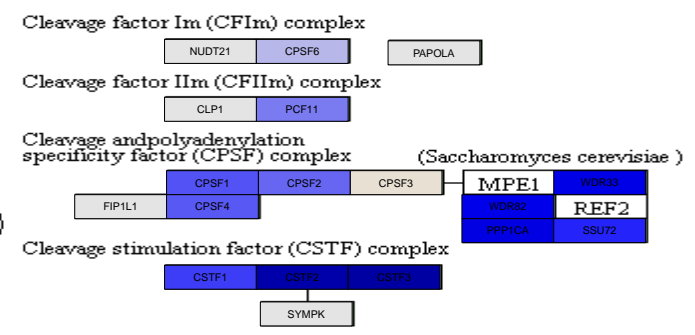 Cleavage factor Im (CFIm) complex
NUDT21 CPSF6 PAPOLA
Cleavage factor IIm (CFIIm) complex
CLP1 PCF11
Cleavage andpolyadenylation
specificity factor (CPSF) complex (Saccharomyces cerevisiae )
CPSF1 CPSF2 CPSF3 MPE1 WDR33
FIP1L1 CPSF4 WDR82 REF2
PPP1CA SSU72
)
Cleavage stimulation factor (CSTF) complex
CSTF1 CSTF2 CSTF3
SYMPK